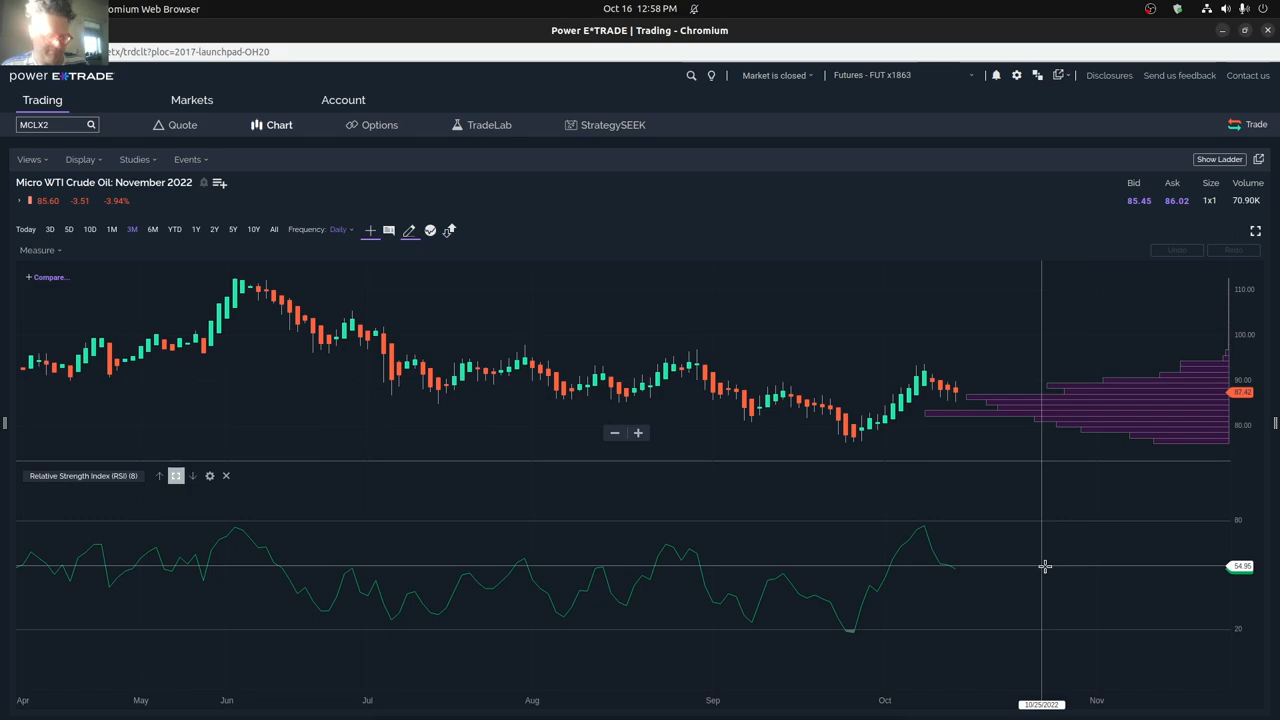 omium Web Browser
Oct 16 12:58 PM
Power E*TRADE | Trading - Chromium
etx/trdclt?ploc=2017-launchpad-OH20
power E*TRADE
Market is closed
Futures - FUT x1863
Disclosures
Send us feedback
Contact us
Trading
Markets
Account
MCLX2
Quote
Chart
Options
TradeLab
StrategySEEK
Trade
Views
Display
Studies
Events
Show Ladder
Micro WTI Crude Oil: November 2022
Bid
Ask
Size
Volume
85.60
-3.51
-3.94%
85.45
86.02
1x1
70.90K
Today 3D 5D 10D 1M 3M 6M YTD 1Y 2Y 5Y 10Y All Frequency: Daily
Measure
Undo
Redo
+ Compare...
110.00
100.00
90.00
87.42
80.00
Relative Strength Index (RSI) (8)
80
54.95
20
Apr May Jun Jul Aug Sep Oct Nov
10/25/2022